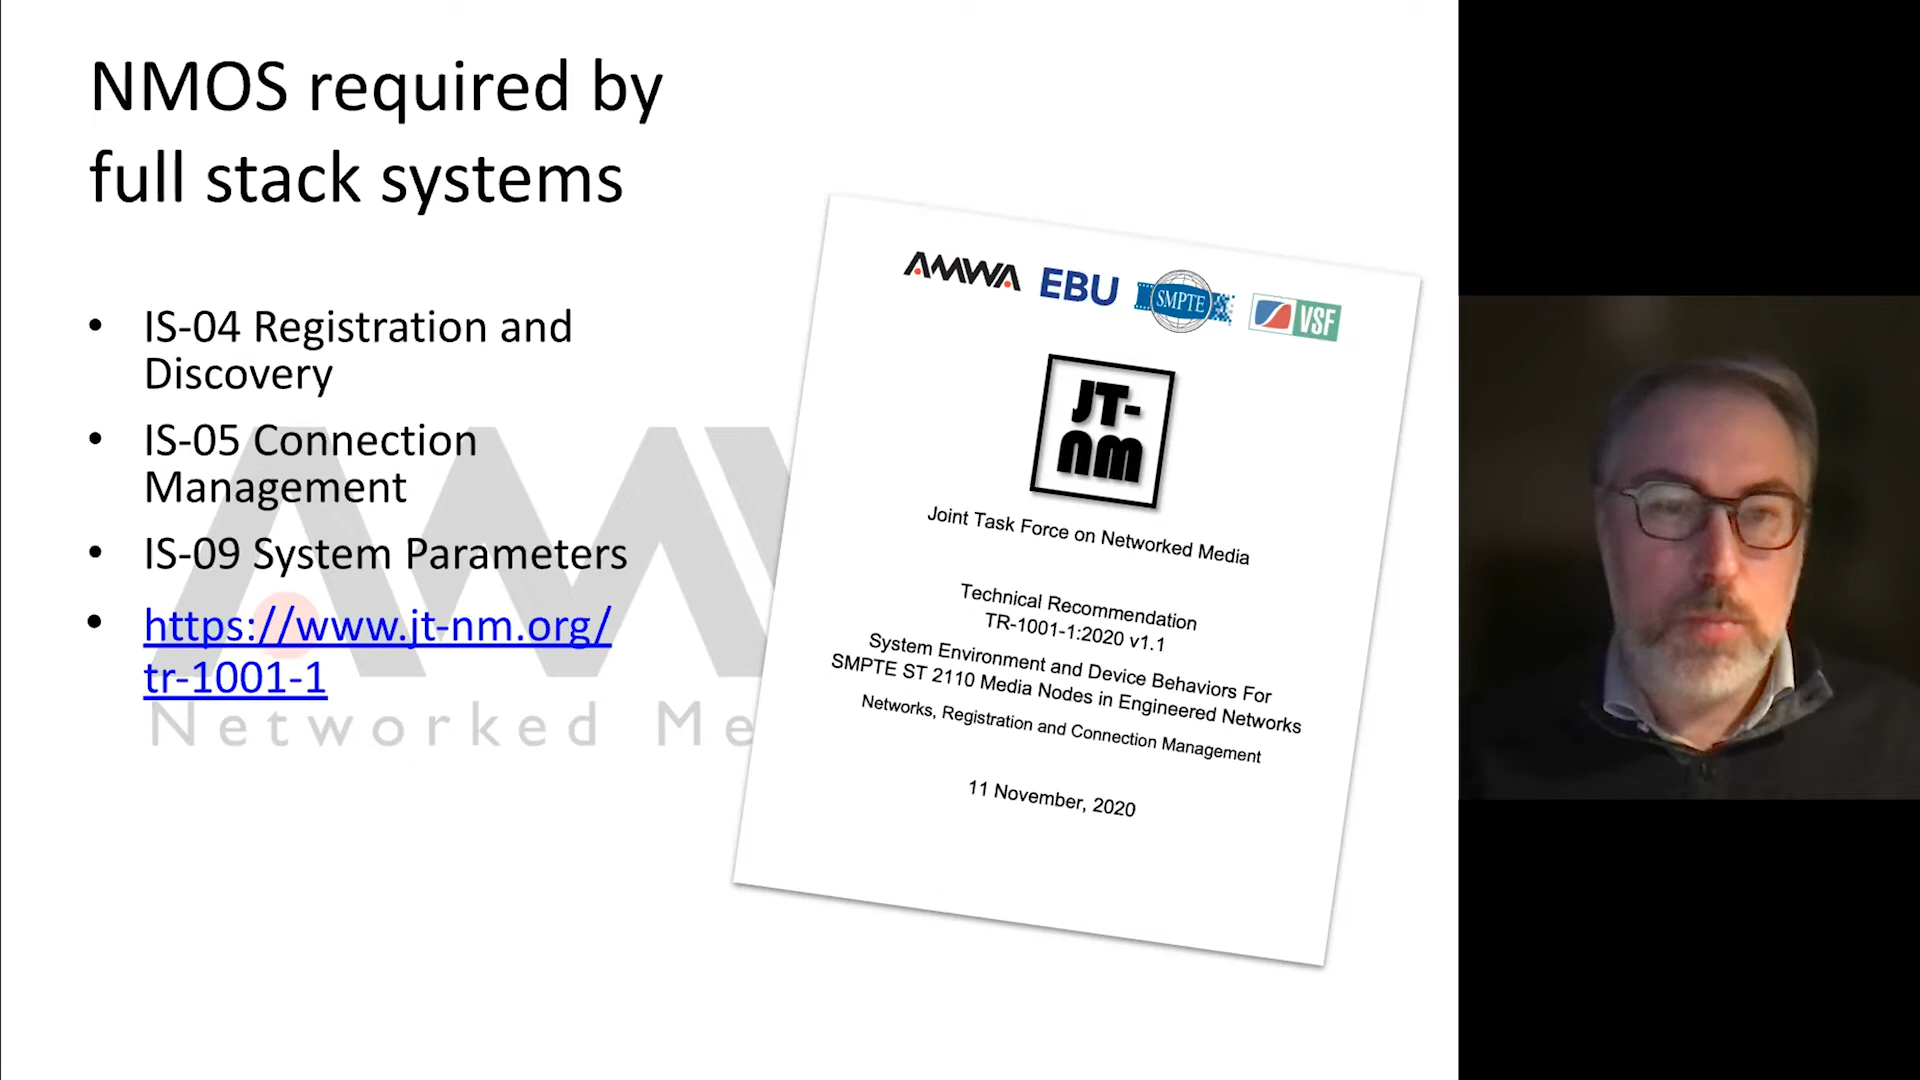 NMOS required by
full stack systems
IS-04 Registration and
Discovery
IS-05 Connection
Management
IS-09 System Parameters
https://www.jt-nm.org/
tr-1001-1
AMW
Networked Me
AMWA EBU SMPTE VSF
JT-
nm
Joint Task Force on Networked Media
Technical Recommendation
TR-1001-1:2020 v1.1
System Environment and Device Behaviors For
SMPTE ST 2110 Media Nodes in Engineered Networks
Networks, Registration and Connection Management
11 November, 2020